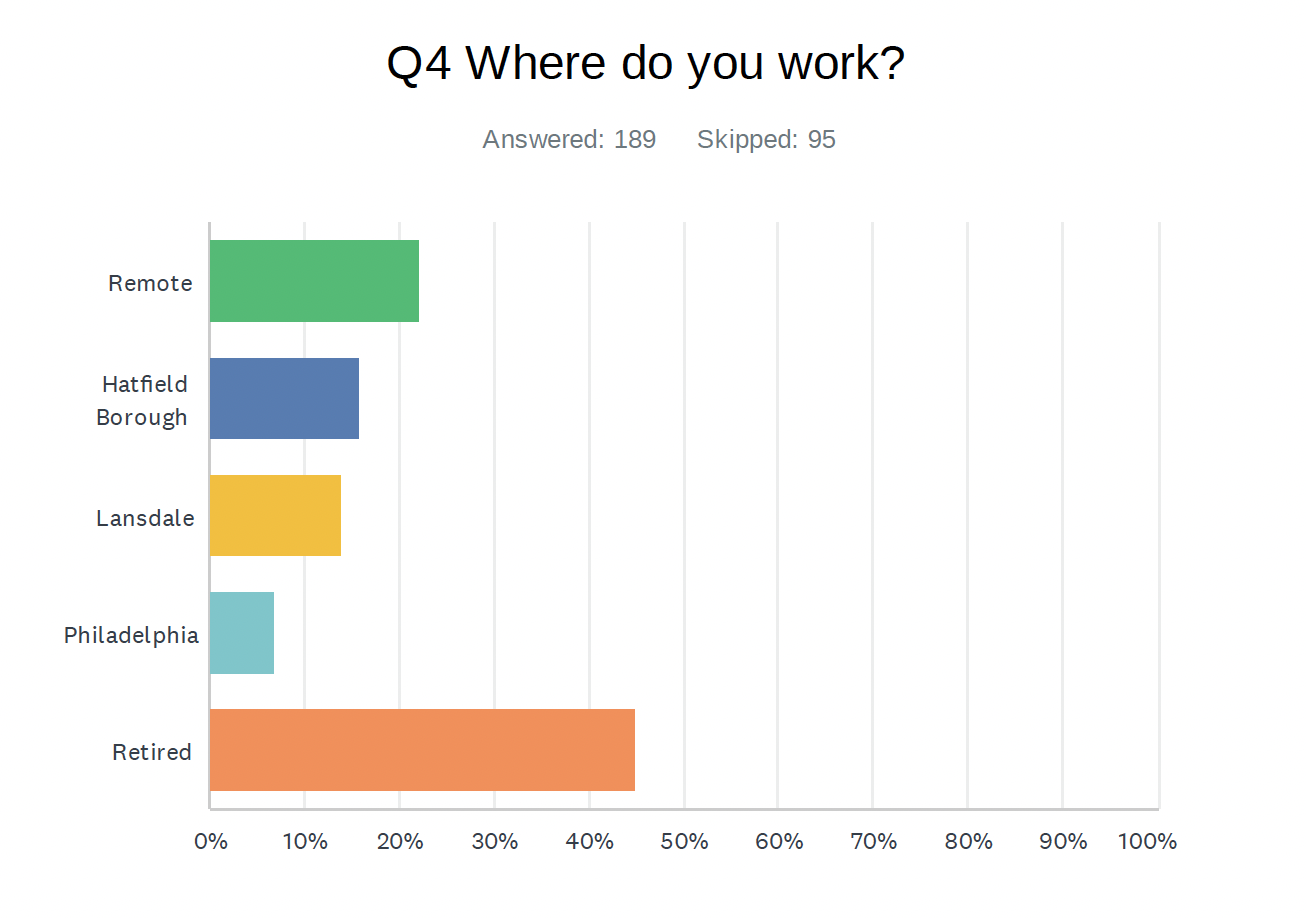 Q4 Where do you work?
Answered: 189 Skipped: 95
Remote
Hatfield
Borough
Lansdale
Philadelphia
Retired
0% 10% 20% 30% 40% 50% 60% 70% 80% 90% 100%